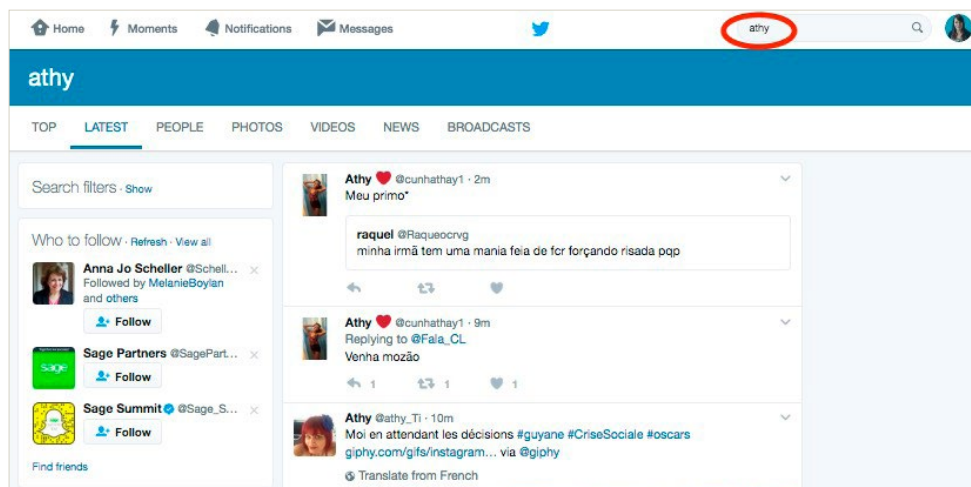 Home Moments Notifications Messages athy
athy
TOP LATEST PEOPLE PHOTOS VIDEOS NEWS BROADCASTS
Search filters · Show
Who to follow · Refresh · View all
Anna Jo Scheller @Schell...
Followed by MelanieBoylan
and others
Follow
Sage Partners @SagePart...
sage
Follow
Sage Summit @Sage_S...
Follow
Find friends
Athy ❤ @cunhathay1 · 2m
Meu primo*
raquel @Raqueocrvg
minha irmã tem uma mania feia de fcr forçando risada pqp
Athy ❤ @cunhathay1 · 9m
Replying to @Fala_CL
Venha mozão
1 1 1
Athy @athy_Ti · 10m
Moi en attendant les décisions #guyane #CriseSociale #oscars
giphy.com/gifs/instagram... via @giphy
Translate from French